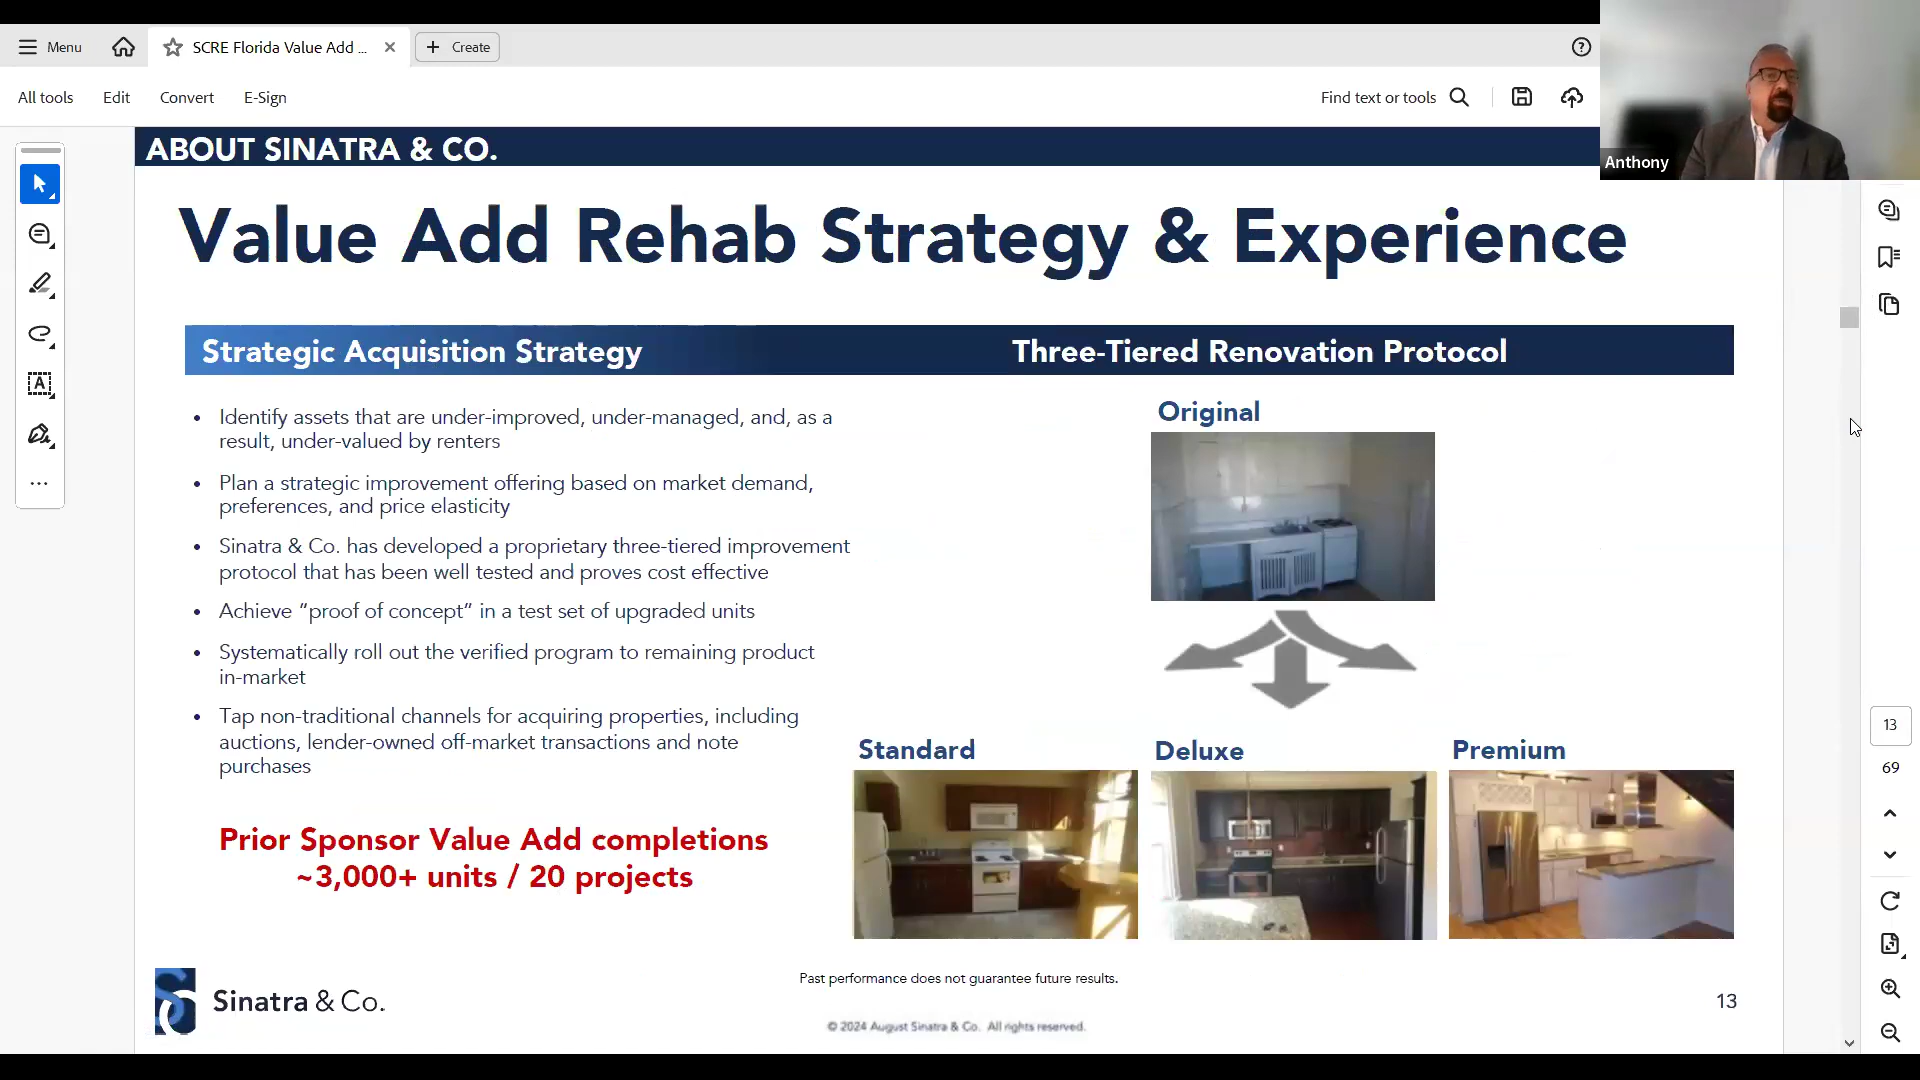 Menu
SCRE Florida Value Add ...
Create
All tools
Edit
Convert
E-Sign
Find text or tools
Anthony
ABOUT SINATRA & CO.
Value Add Rehab Strategy & Experience
Strategic Acquisition Strategy
Three-Tiered Renovation Protocol
• Identify assets that are under-improved, under-managed, and, as a
result, under-valued by renters
• Plan a strategic improvement offering based on market demand,
preferences, and price elasticity
• Sinatra & Co. has developed a proprietary three-tiered improvement
protocol that has been well tested and proves cost effective
• Achieve “proof of concept” in a test set of upgraded units
• Systematically roll out the verified program to remaining product
in-market
• Tap non-traditional channels for acquiring properties, including
auctions, lender-owned off-market transactions and note
purchases
Prior Sponsor Value Add completions
~3,000+ units / 20 projects
Original
Standard
Deluxe
Premium
Past performance does not guarantee future results.
Sinatra & Co.
© 2024 August Sinatra & Co. All rights reserved.
13
13
69